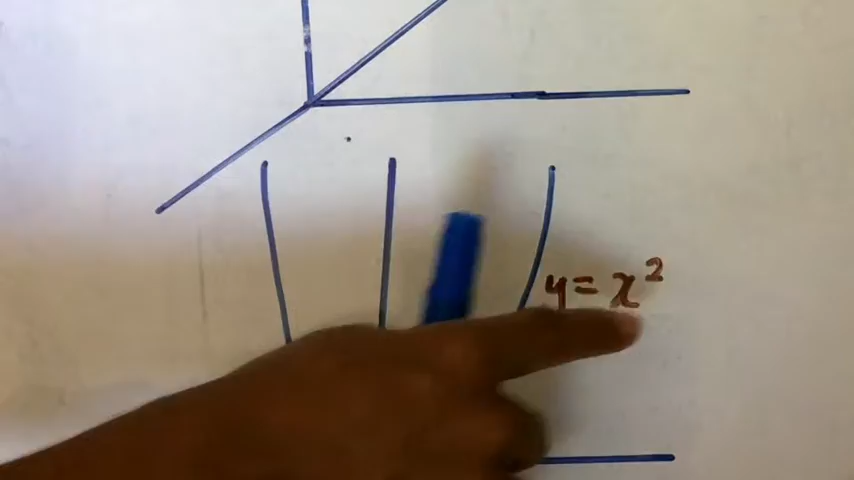 y = x²